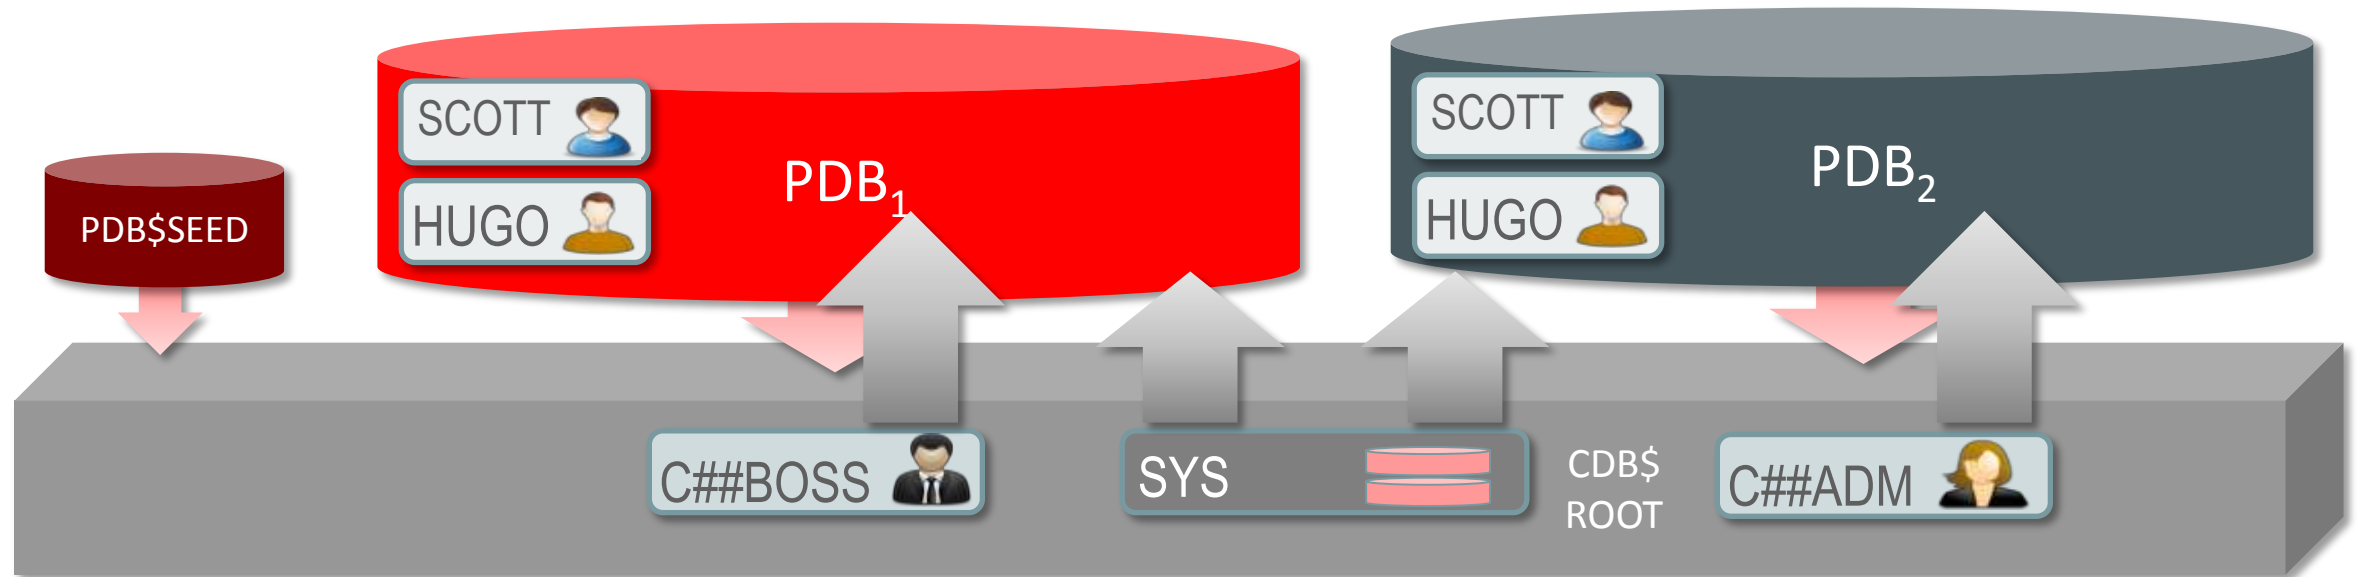 PDB$SEED
SCOTT
HUGO
PDB1
SCOTT
HUGO
PDB2
C##BOSS
SYS
CDB$
ROOT
C##ADM